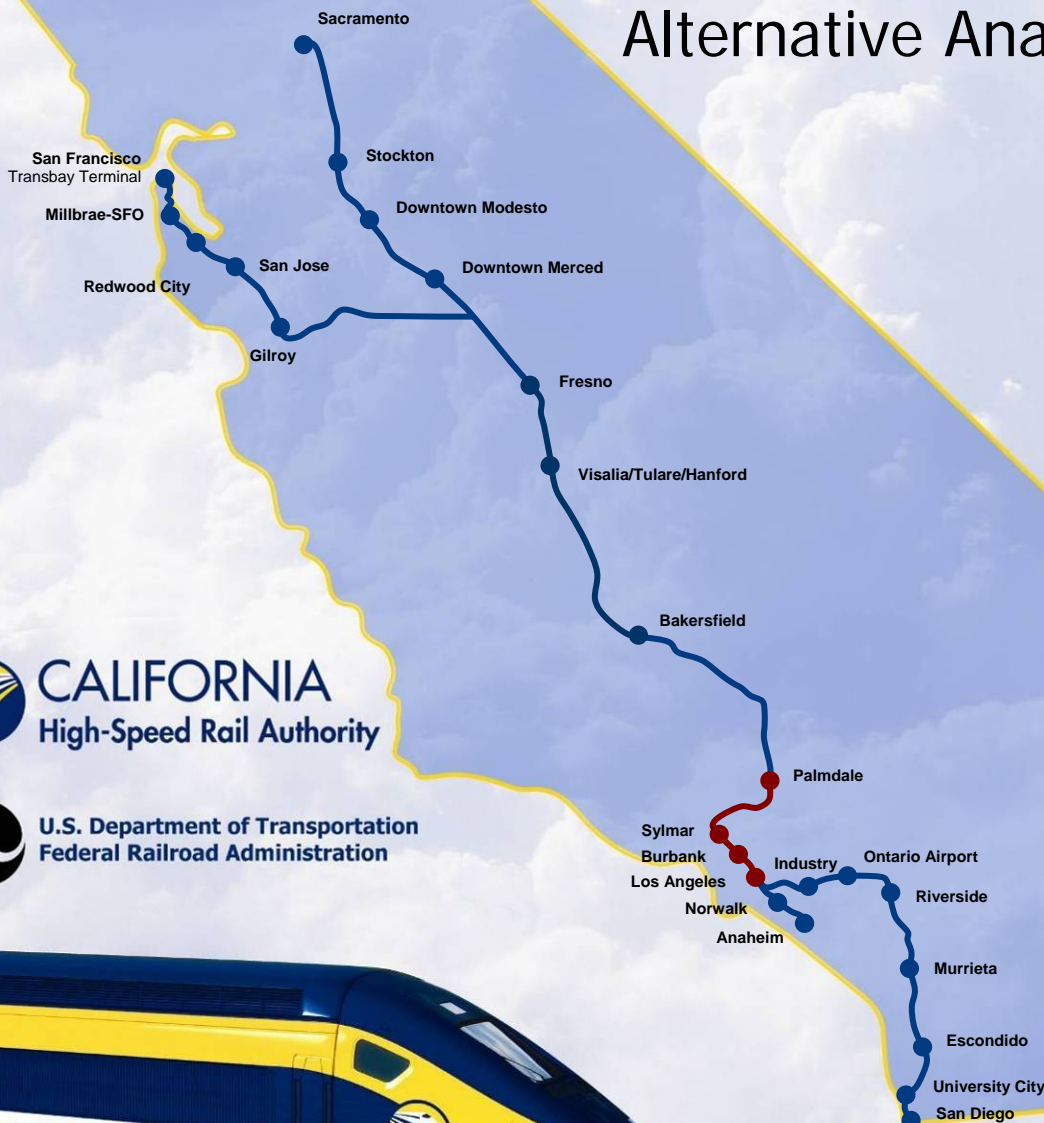 Alternative Ana
Sacramento
San Francisco
Transbay Terminal
Stockton
Millbrae-SFO
Downtown Modesto
San Jose
Downtown Merced
Redwood City
Gilroy
Fresno
Visalia/Tulare/Hanford
Bakersfield
CALIFORNIA
High-Speed Rail Authority
Palmdale
U.S. Department of Transportation
Federal Railroad Administration
Sylmar
Burbank
Los Angeles
Industry
Ontario Airport
Riverside
Norwalk
Anaheim
Murrieta
Escondido
University City
San Diego